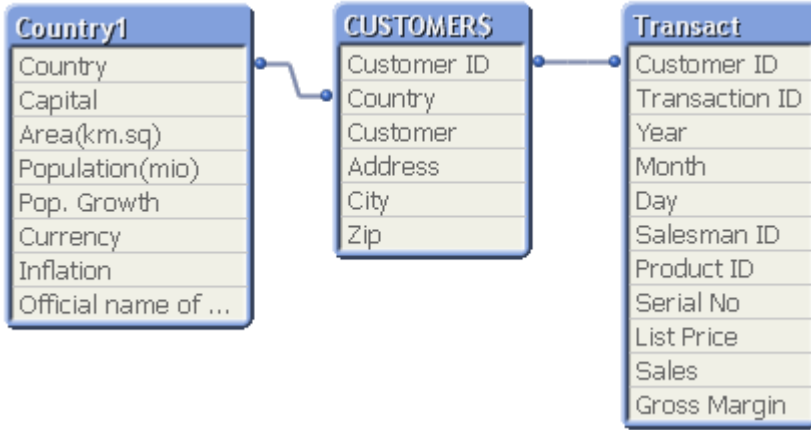 Country1
Country
Capital
Area(km.sq)
Population(mio)
Pop. Growth
Currency
Inflation
Official name of ...
CUSTOMER$
Customer ID
Country
Customer
Address
City
Zip
Transact
Customer ID
Transaction ID
Year
Month
Day
Salesman ID
Product ID
Serial No
List Price
Sales
Gross Margin